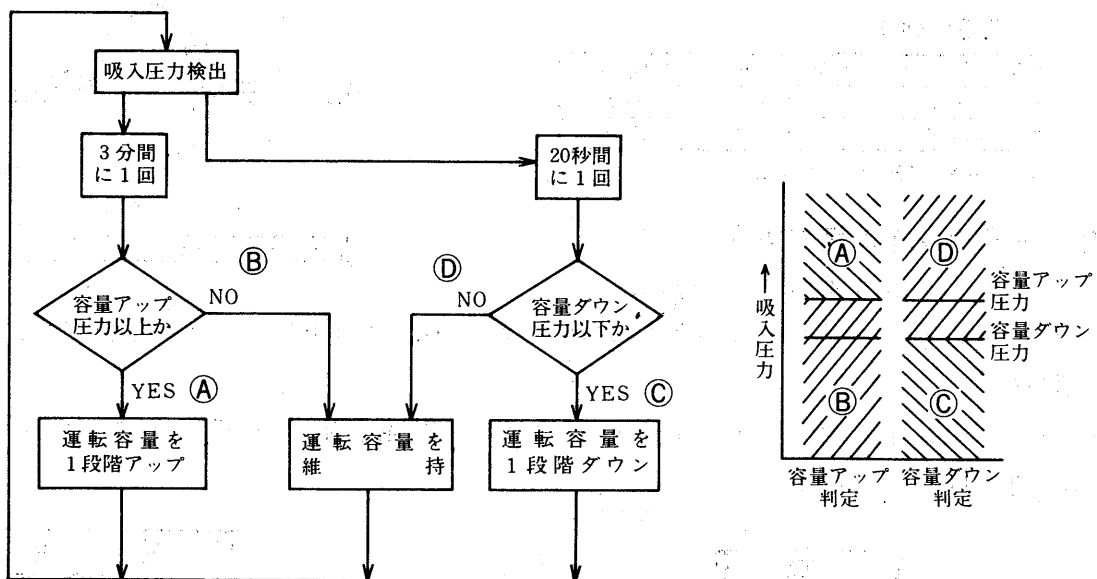 吸入圧力検出
3分間
に1回
20秒間
に1回
Ⓑ
NO
Ⓓ
NO
容量アップ
圧力以上か
容量ダウン
圧力以下か
YES Ⓐ
YES Ⓒ
運転容量を
1段階アップ
運転容量を
維持
運転容量を
1段階ダウン
↑吸入圧力
Ⓐ
Ⓓ
Ⓑ
Ⓒ
容量アップ
圧力
容量ダウン
圧力
容量アップ
判定
容量ダウン
判定